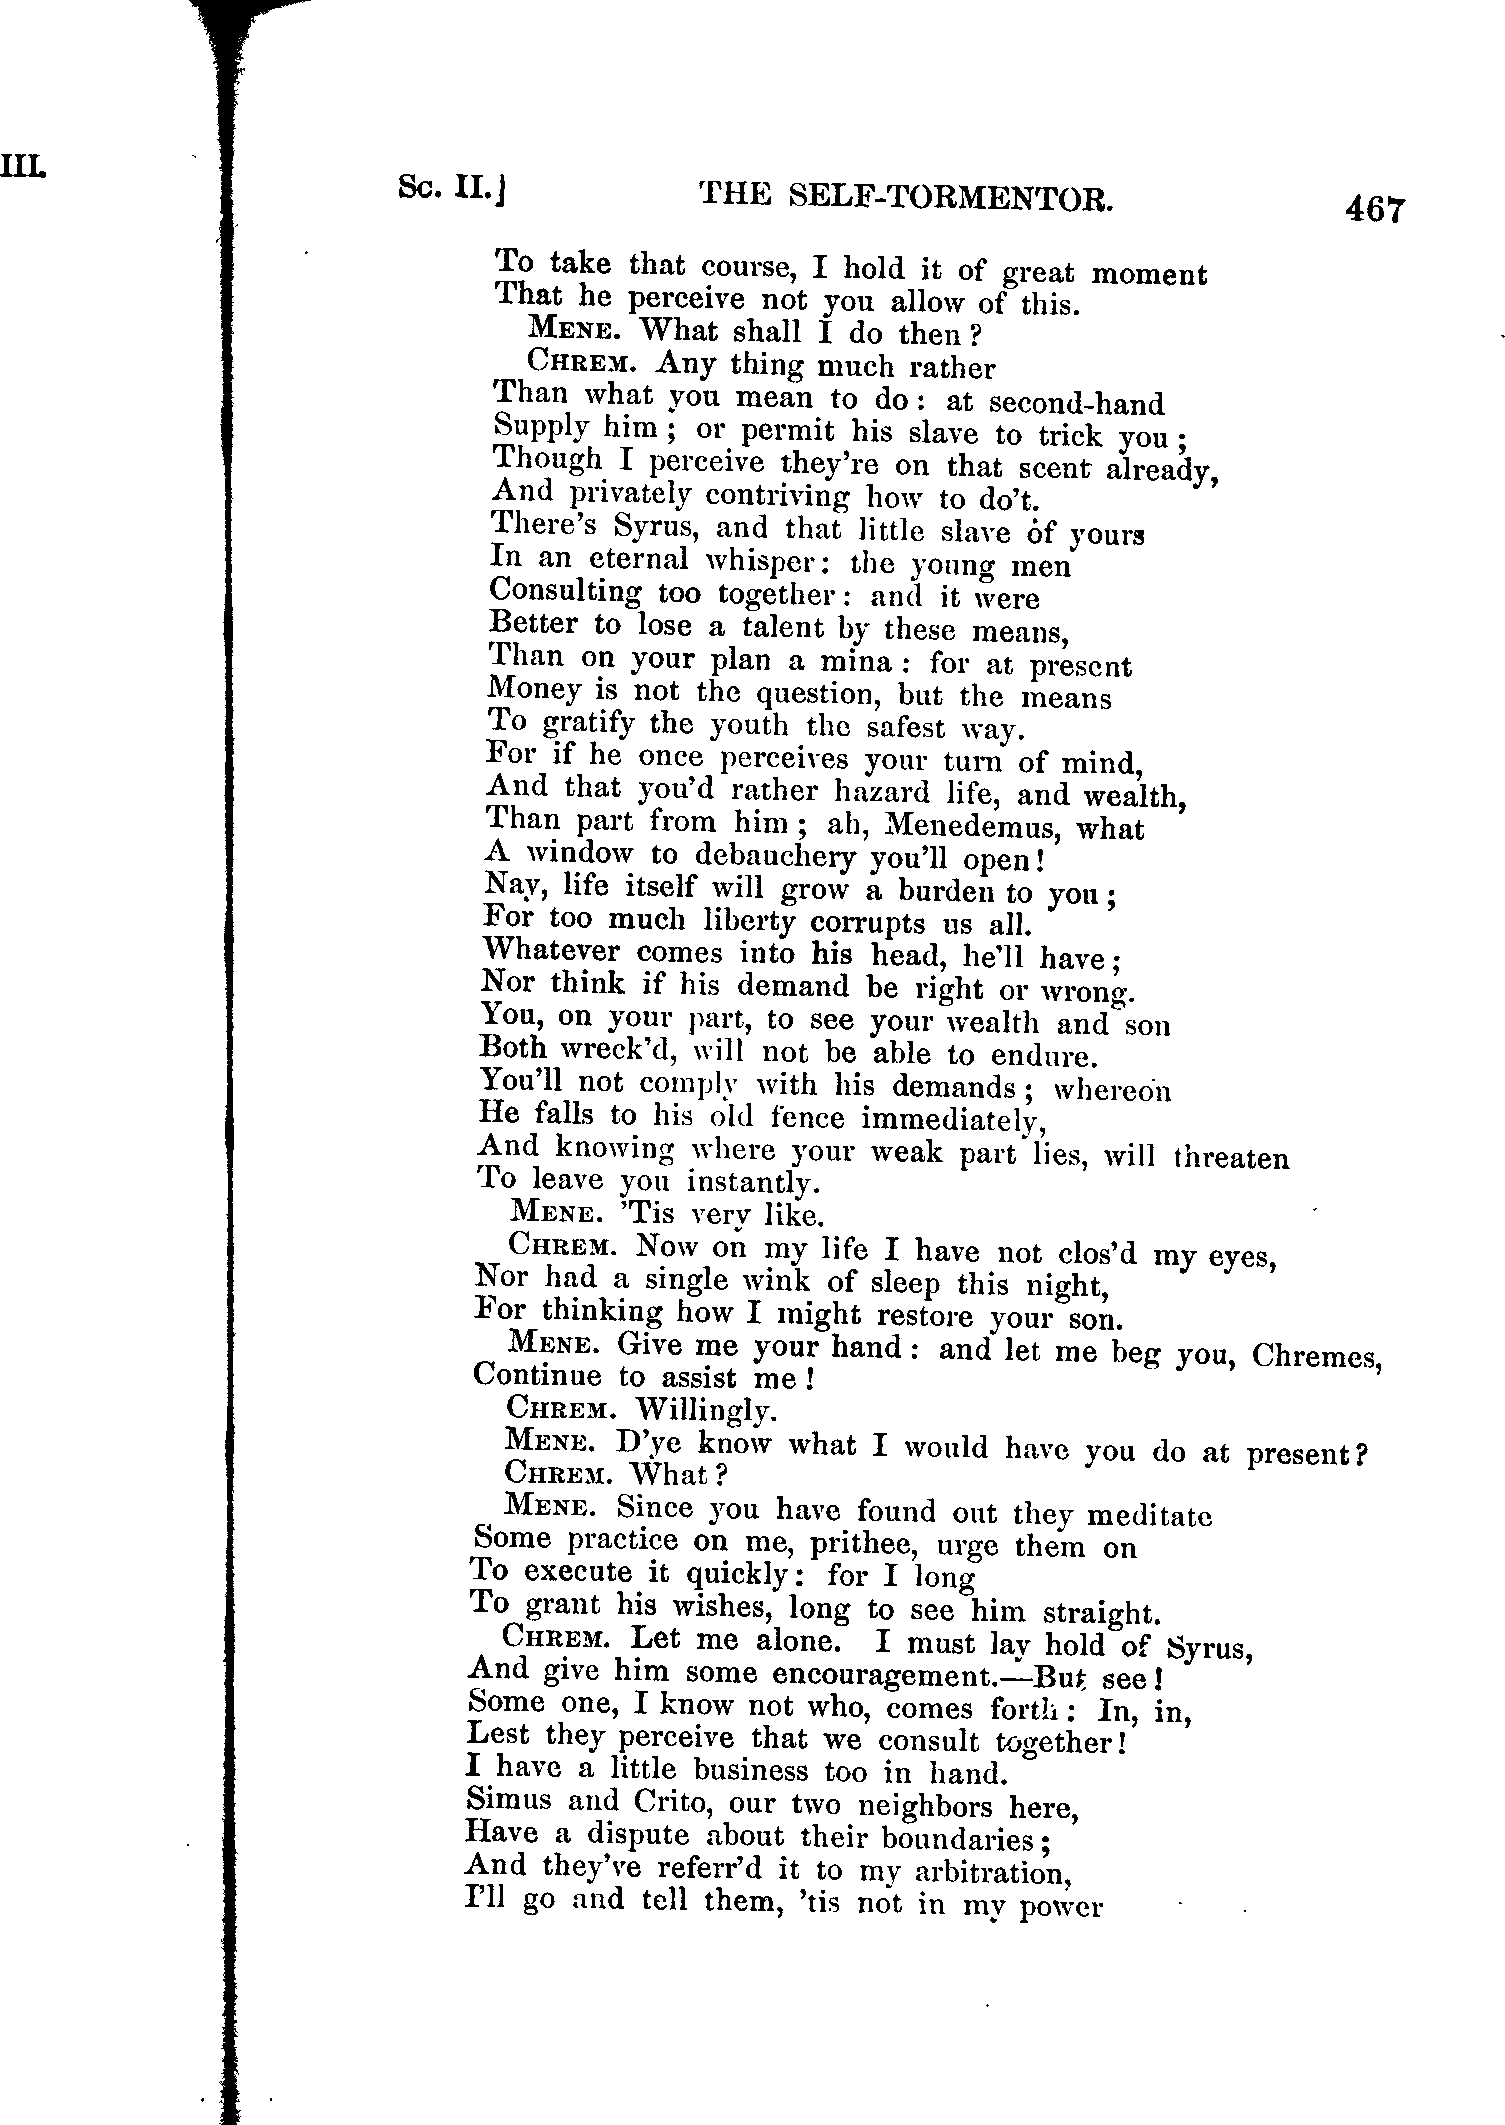 III.
Sc. II.] THE SELF-TORMENTOR. 467
To take that course, I hold it of great moment
That he perceive not you allow of this.
MENE. What shall I do then?
CHREM. Any thing much rather
Than what you mean to do: at second-hand
Supply him; or permit his slave to trick you;
Though I perceive they're on that scent already,
And privately contriving how to do't.
There's Syrus, and that little slave of yours
In an eternal whisper: the young men
Consulting too together: and it were
Better to lose a talent by these means,
Than on your plan a mina: for at present
Money is not the question, but the means
To gratify the youth the safest way.
For if he once perceives your turn of mind,
And that you'd rather hazard life, and wealth,
Than part from him; ah, Menedemus, what
A window to debauchery you'll open!
Nay, life itself will grow a burden to you;
For too much liberty corrupts us all.
Whatever comes into his head, he'll have;
Nor think if his demand be right or wrong.
You, on your part, to see your wealth and son
Both wreck'd, will not be able to endure.
You'll not comply with his demands; whereon
He falls to his old fence immediately,
And knowing where your weak part lies, will threaten
To leave you instantly.
MENE. 'Tis very like.
CHREM. Now on my life I have not clos'd my eyes,
Nor had a single wink of sleep this night,
For thinking how I might restore your son.
MENE. Give me your hand: and let me beg you, Chremes,
Continue to assist me!
CHREM. Willingly.
MENE. D'ye know what I would have you do at present?
CHREM. What?
MENE. Since you have found out they meditate
Some practice on me, prithee, urge them on
To execute it quickly: for I long
To grant his wishes, long to see him straight.
CHREM. Let me alone. I must lay hold of Syrus,
And give him some encouragement.—But see!
Some one, I know not who, comes forth: In, in,
Lest they perceive that we consult together!
I have a little business too in hand.
Simus and Crito, our two neighbors here,
Have a dispute about their boundaries;
And they've referr'd it to my arbitration,
I'll go and tell them, 'tis not in my power